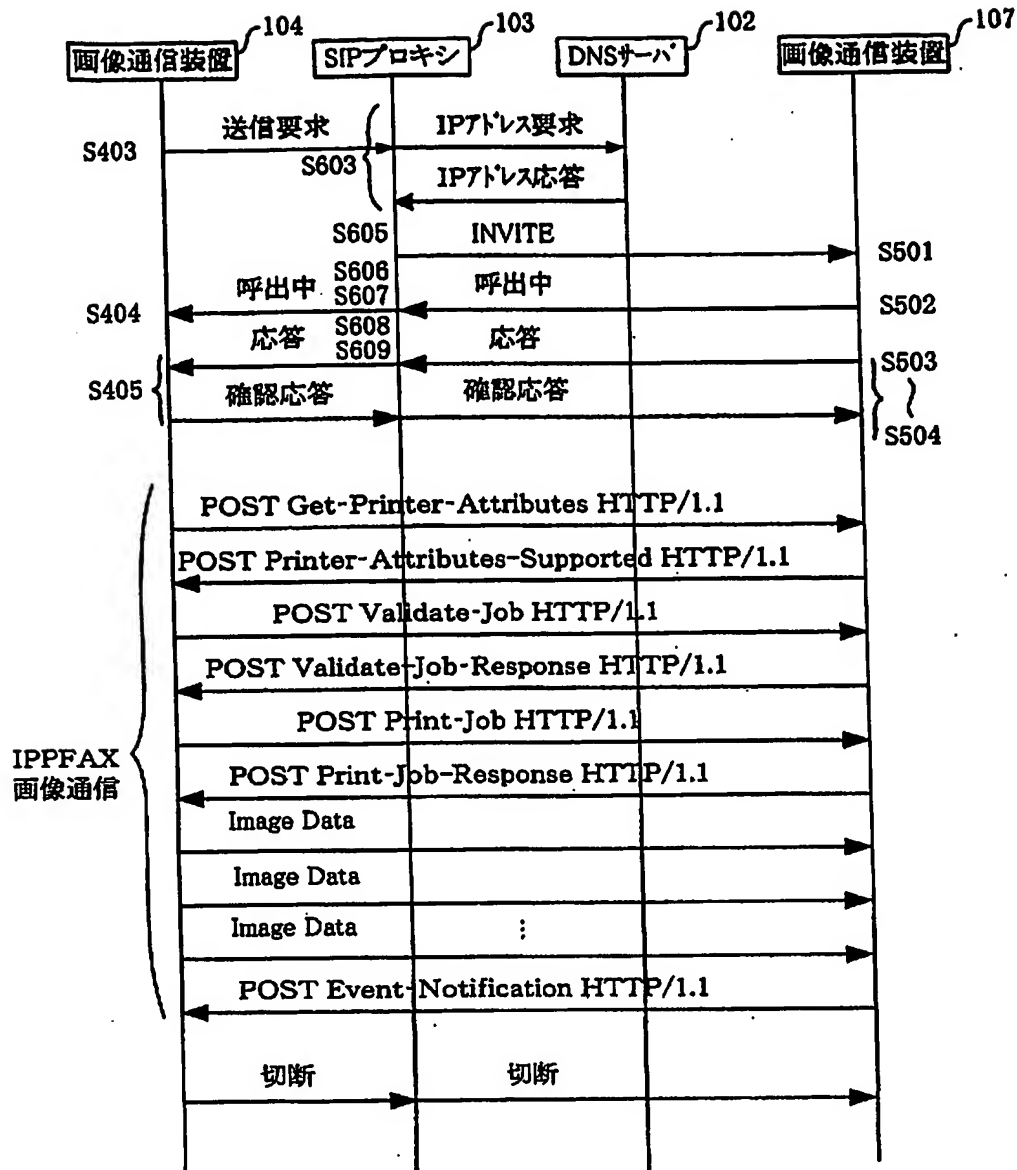 104
103
102
107
画像通信装置
SIPプロキシ
DNSサーバ
画像通信装置
送信要求
IPアドレス要求
S403
S603
IPアドレス応答
S605
INVITE
S501
S606
呼出中
S607
呼出中
S404
S502
S608
応答
S609
応答
S503
S405
確認応答
確認応答
S504
POST Get-Printer-Attributes HTTP/1.1
POST Printer-Attributes-Supported HTTP/1.1
POST Validate-Job HTTP/1.1
POST Validate-Job-Response HTTP/1.1
POST Print-Job HTTP/1.1
IPPFAX
画像通信
POST Print-Job-Response HTTP/1.1
Image Data
Image Data
Image Data
⋮
POST Event-Notification HTTP/1.1
切断
切断